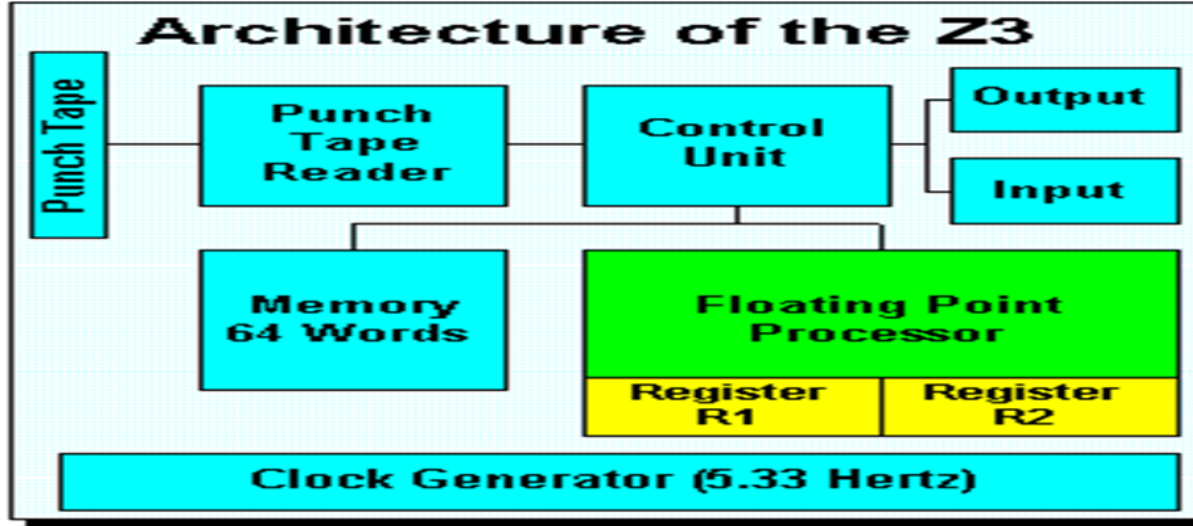 Architecture of the Z3
Punch Tape
Punch
Tape
Reader
Control
Unit
Output
Input
Memory
64 Words
Floating Point
Processor
Register
R1
Register
R2
Clock Generator (5.33 Hertz)